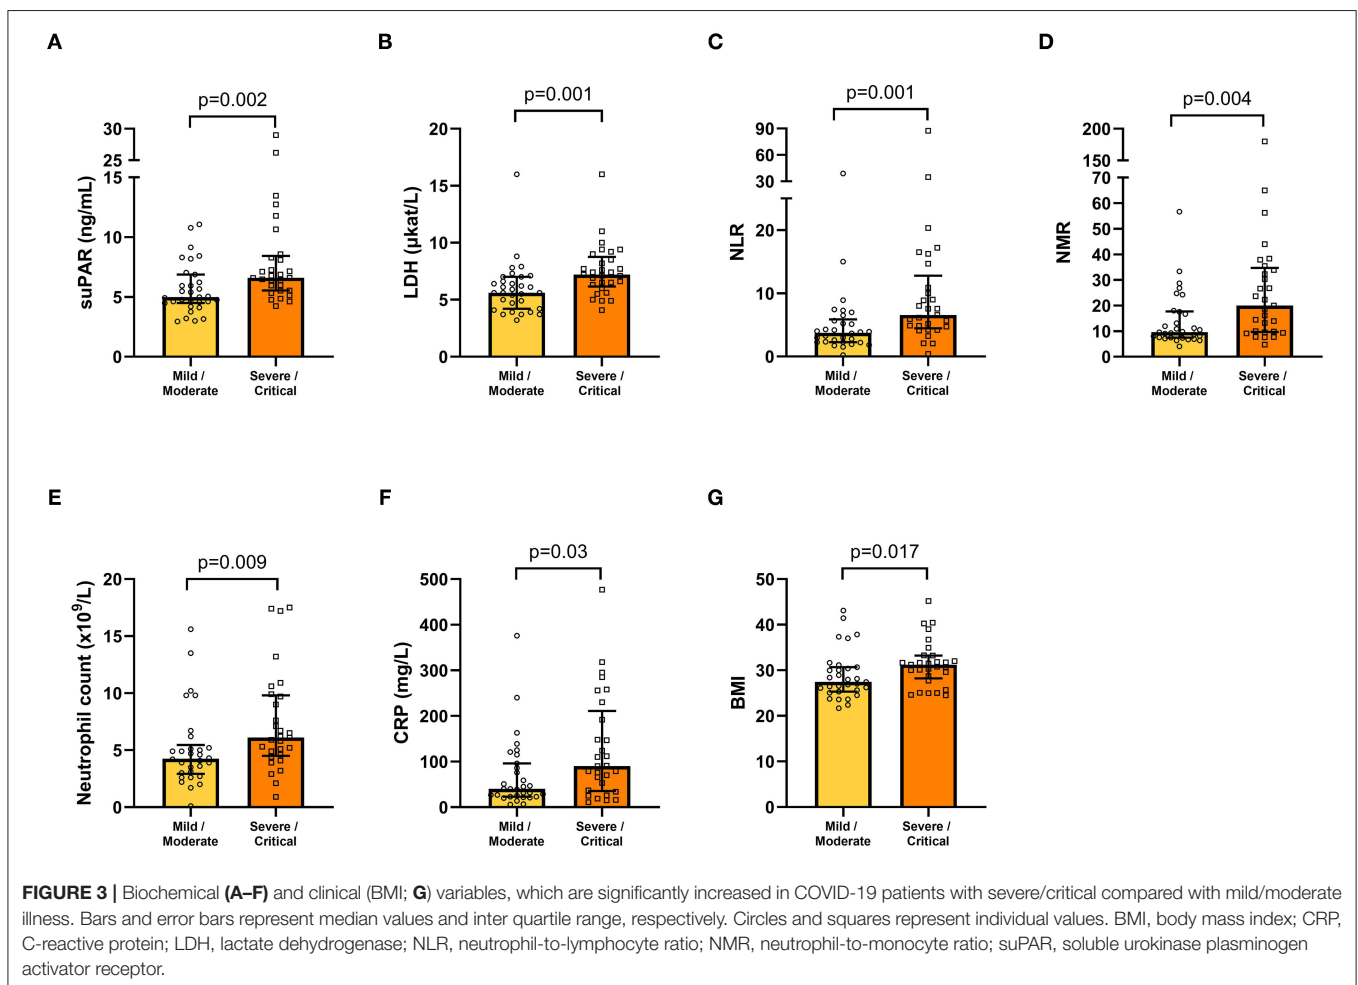 A
B
C
D
p=0.002
p=0.001
p=0.001
p=0.004
suPAR (ng/mL)
30
25
15
10
5
0
Mild /
Moderate
Severe /
Critical
LDH (µkat/L)
20
15
10
5
0
Mild /
Moderate
Severe /
Critical
NLR
90
60
30
20
10
0
Mild /
Moderate
Severe /
Critical
NMR
200
150
70
60
50
40
30
20
10
0
Mild /
Moderate
Severe /
Critical
E
F
G
p=0.009
p=0.03
p=0.017
Neutrophil count (x10⁹/L)
20
15
10
5
0
Mild /
Moderate
Severe /
Critical
CRP (mg/L)
500
400
300
200
100
0
Mild /
Moderate
Severe /
Critical
BMI
50
40
30
20
10
0
Mild /
Moderate
Severe /
Critical
FIGURE 3 | Biochemical (A–F) and clinical (BMI; G) variables, which are significantly increased in COVID-19 patients with severe/critical compared with mild/moderate
illness. Bars and error bars represent median values and inter quartile range, respectively. Circles and squares represent individual values. BMI, body mass index; CRP,
C-reactive protein; LDH, lactate dehydrogenase; NLR, neutrophil-to-lymphocyte ratio; NMR, neutrophil-to-monocyte ratio; suPAR, soluble urokinase plasminogen
activator receptor.